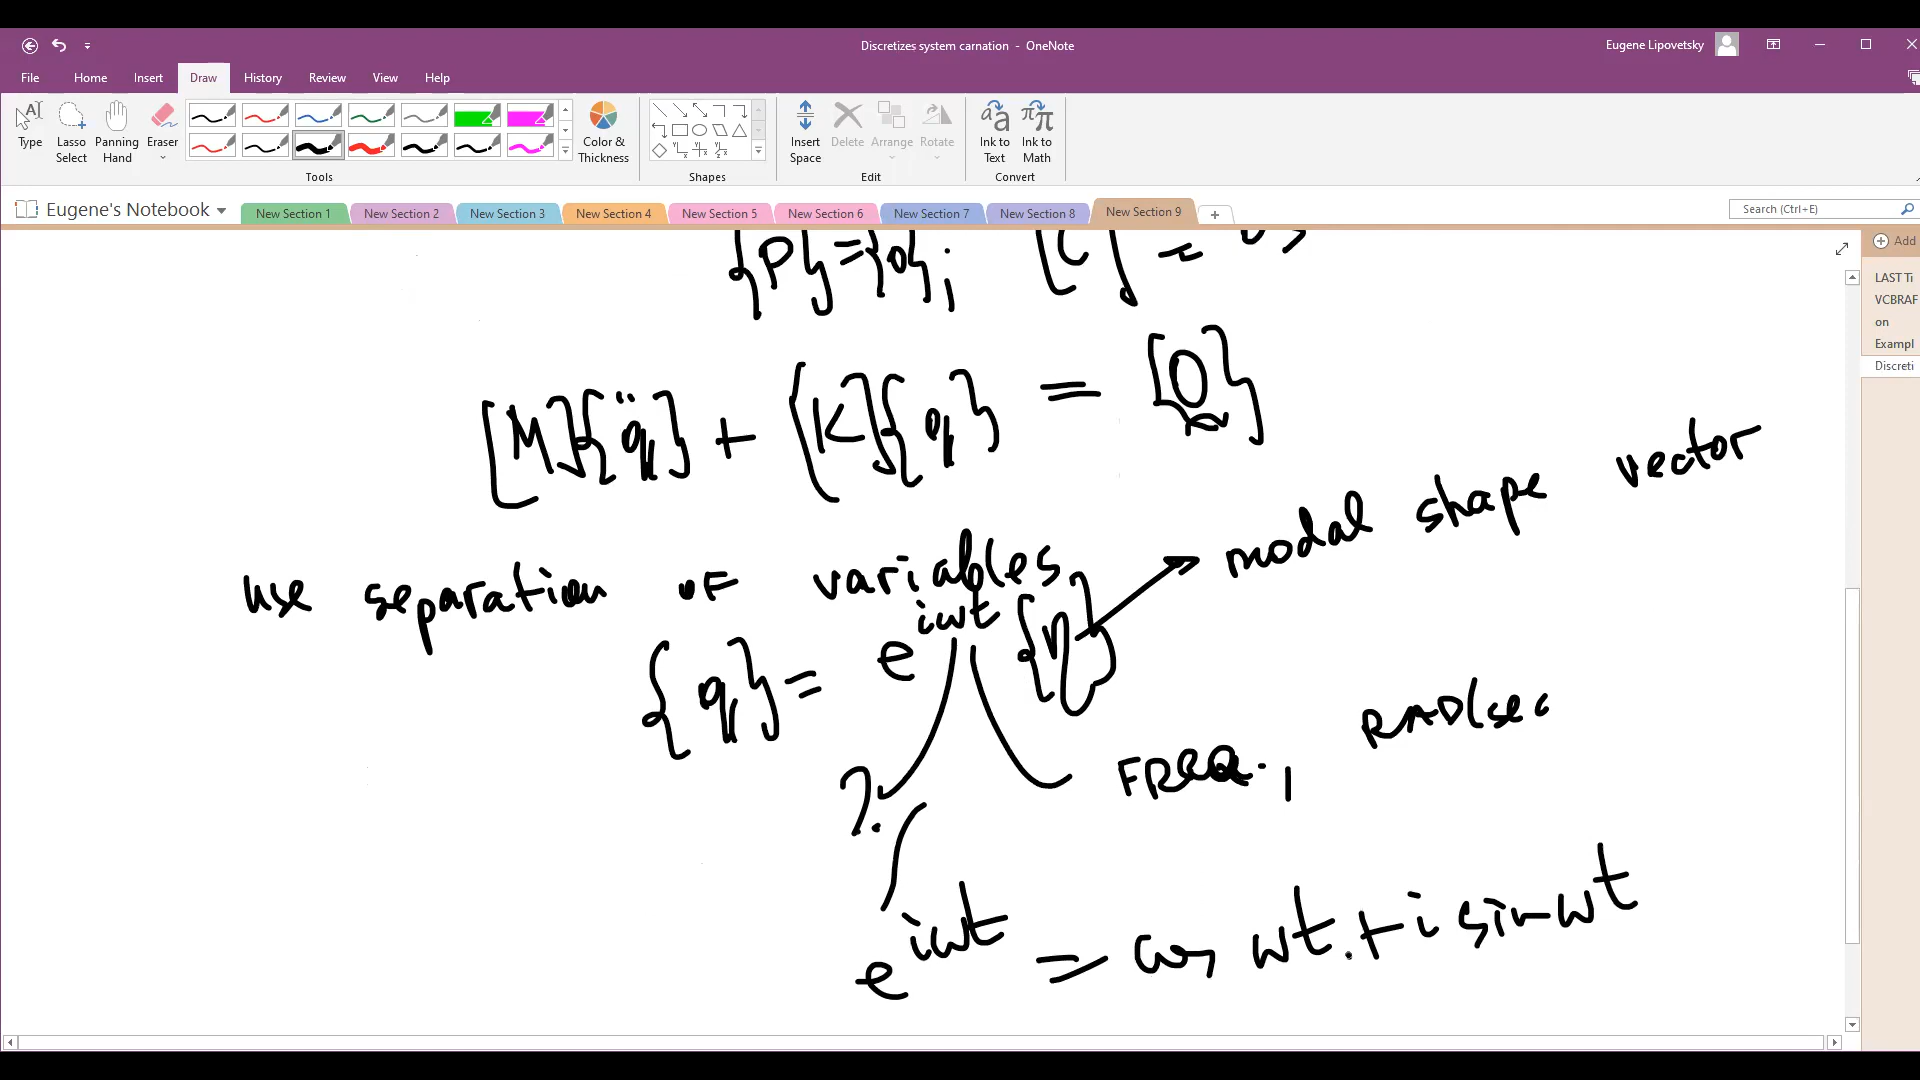 Discretizes system carnation - OneNote
Eugene Lipovetsky
File Home Insert Draw History Review View Help
Type
Lasso Select
Panning Hand
Eraser
Color & Thickness
Insert Space
Delete
Arrange
Rotate
Ink to Text
Ink to Math
Tools Shapes Edit Convert
Eugene's Notebook
New Section 1 New Section 2 New Section 3 New Section 4 New Section 5 New Section 6 New Section 7 New Section 8 New Section 9 +
Search (Ctrl+E)
Add
LAST Ti
VCBRAF
on
Exampl
Discreti
{P}={0}; [C] =
[M]{q̈} + [K]{q} = {0}
modal shape vector
use separation of variables
{q} = e^{iωt} {η}
?. FREQ., RAD/sec
e^{iωt} = cos ωt + i sin ωt